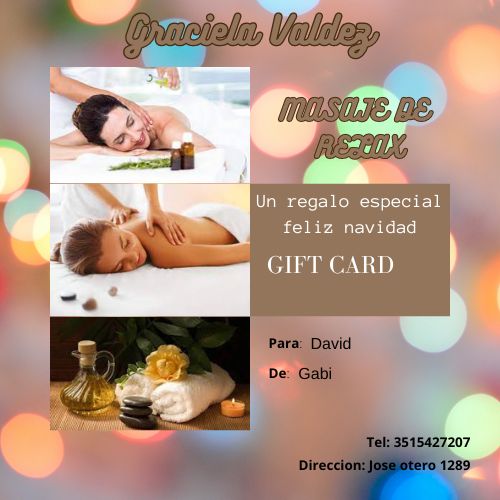 Graciela Valdez
MASAJE DE
RELAX
Un regalo especial
feliz navidad
GIFT CARD
Para: David
De: Gabi
Tel: 3515427207
Direccion: Jose otero 1289